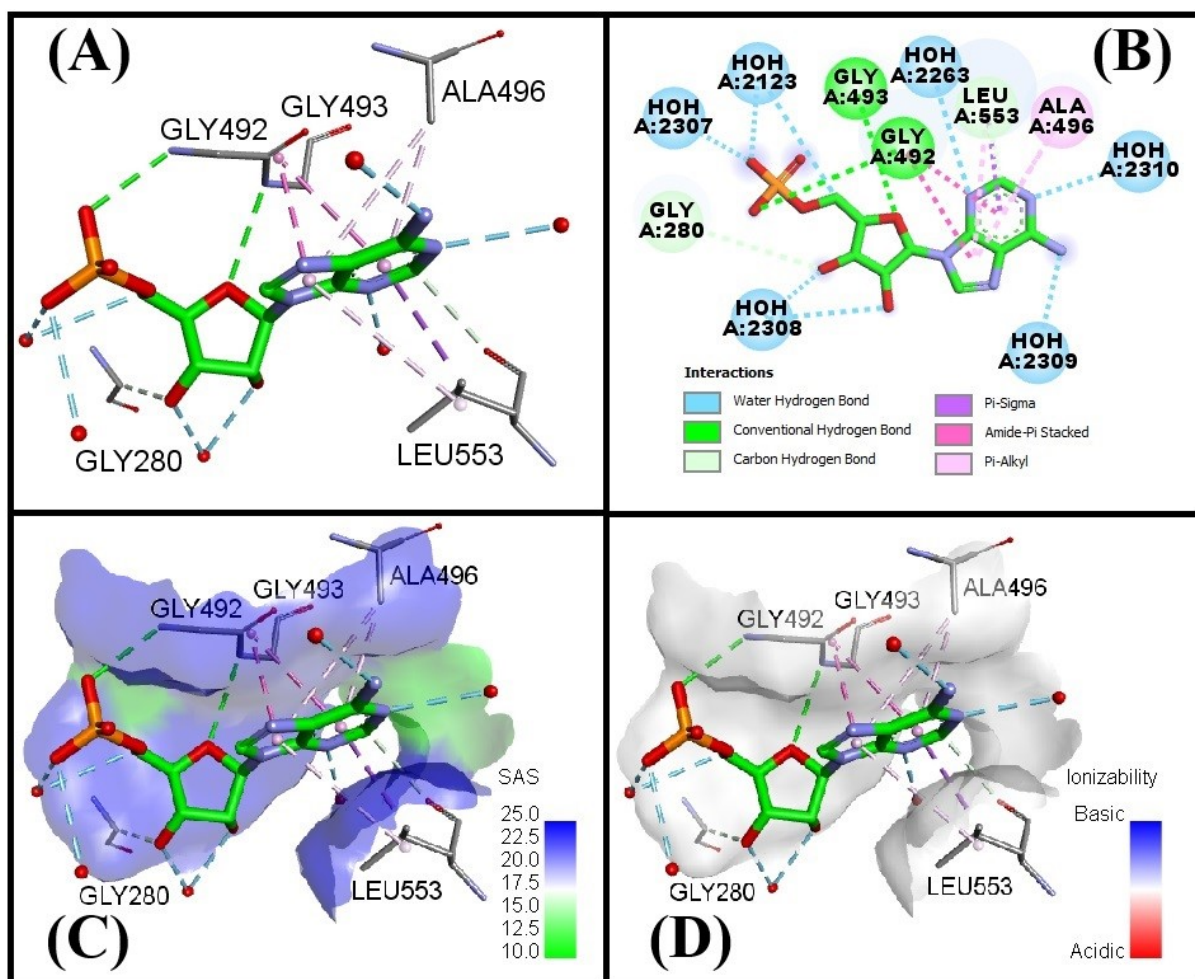 (A)
ALA496
GLY493
GLY492
GLY280
LEU553
(B)
HOH
A:2123
HOH
A:2263
GLY
A:493
LEU
A:553
ALA
A:496
HOH
A:2307
GLY
A:492
HOH
A:2310
GLY
A:280
HOH
A:2308
HOH
A:2309
Interactions
Water Hydrogen Bond
Conventional Hydrogen Bond
Carbon Hydrogen Bond
Pi-Sigma
Amide-Pi Stacked
Pi-Alkyl
ALA496
GLY493
GLY492
SAS
25.0
22.5
20.0
17.5
15.0
12.5
10.0
GLY280
LEU553
(C)
ALA496
GLY493
GLY492
Ionizability
Basic
Acidic
GLY280
LEU553
(D)